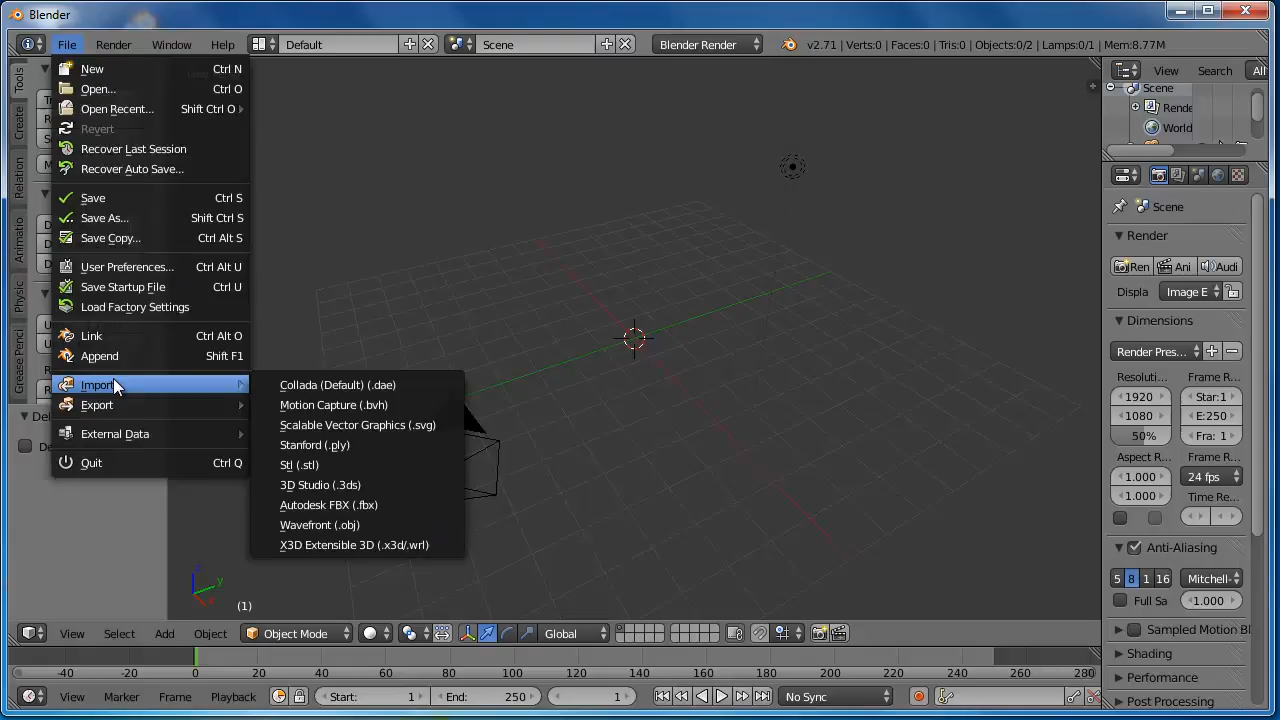 Blender
File Render Window Help Default Scene Blender Render v2.71 | Verts:0 | Faces:0 | Tris:0 | Objects:0/2 | Lamps:0/1 | Mem:8.77M
New Ctrl N
Open... Ctrl O
Open Recent... Shift Ctrl O
Revert
Recover Last Session
Recover Auto Save...
Save Ctrl S
Save As... Shift Ctrl S
Save Copy... Ctrl Alt S
User Preferences... Ctrl Alt U
Save Startup File Ctrl U
Load Factory Settings
Link Ctrl Alt O
Append Shift F1
Import
Export
External Data
Quit Ctrl Q
Collada (Default) (.dae)
Motion Capture (.bvh)
Scalable Vector Graphics (.svg)
Stanford (.ply)
Stl (.stl)
3D Studio (.3ds)
Autodesk FBX (.fbx)
Wavefront (.obj)
X3D Extensible 3D (.x3d/.wrl)
Tools
Create
Relation
Animatio
Physic
Grease Pencl
Del
z
y
x
(1)
View Search All
Scene
Rende
World
Scene
Render
Ren Ani Audi
Displa Image E
Dimensions
Render Pres...
Resoluti... Frame R...
1920 Star:1
1080 E:250
50% Fra: 1
Aspect R... Frame R...
1.000 24 fps
1.000 Time Re...
Anti-Aliasing
5 8 1 16 Mitchell-
Full Sa 1.000
Sampled Motion Bl
Shading
Performance
Post Processing
View Select Add Object Object Mode Global
-40 -20 0 20 40 60 80 100 120 140 160 180 200 220 240 260 280
View Marker Frame Playback Start: 1 End: 250 1 No Sync